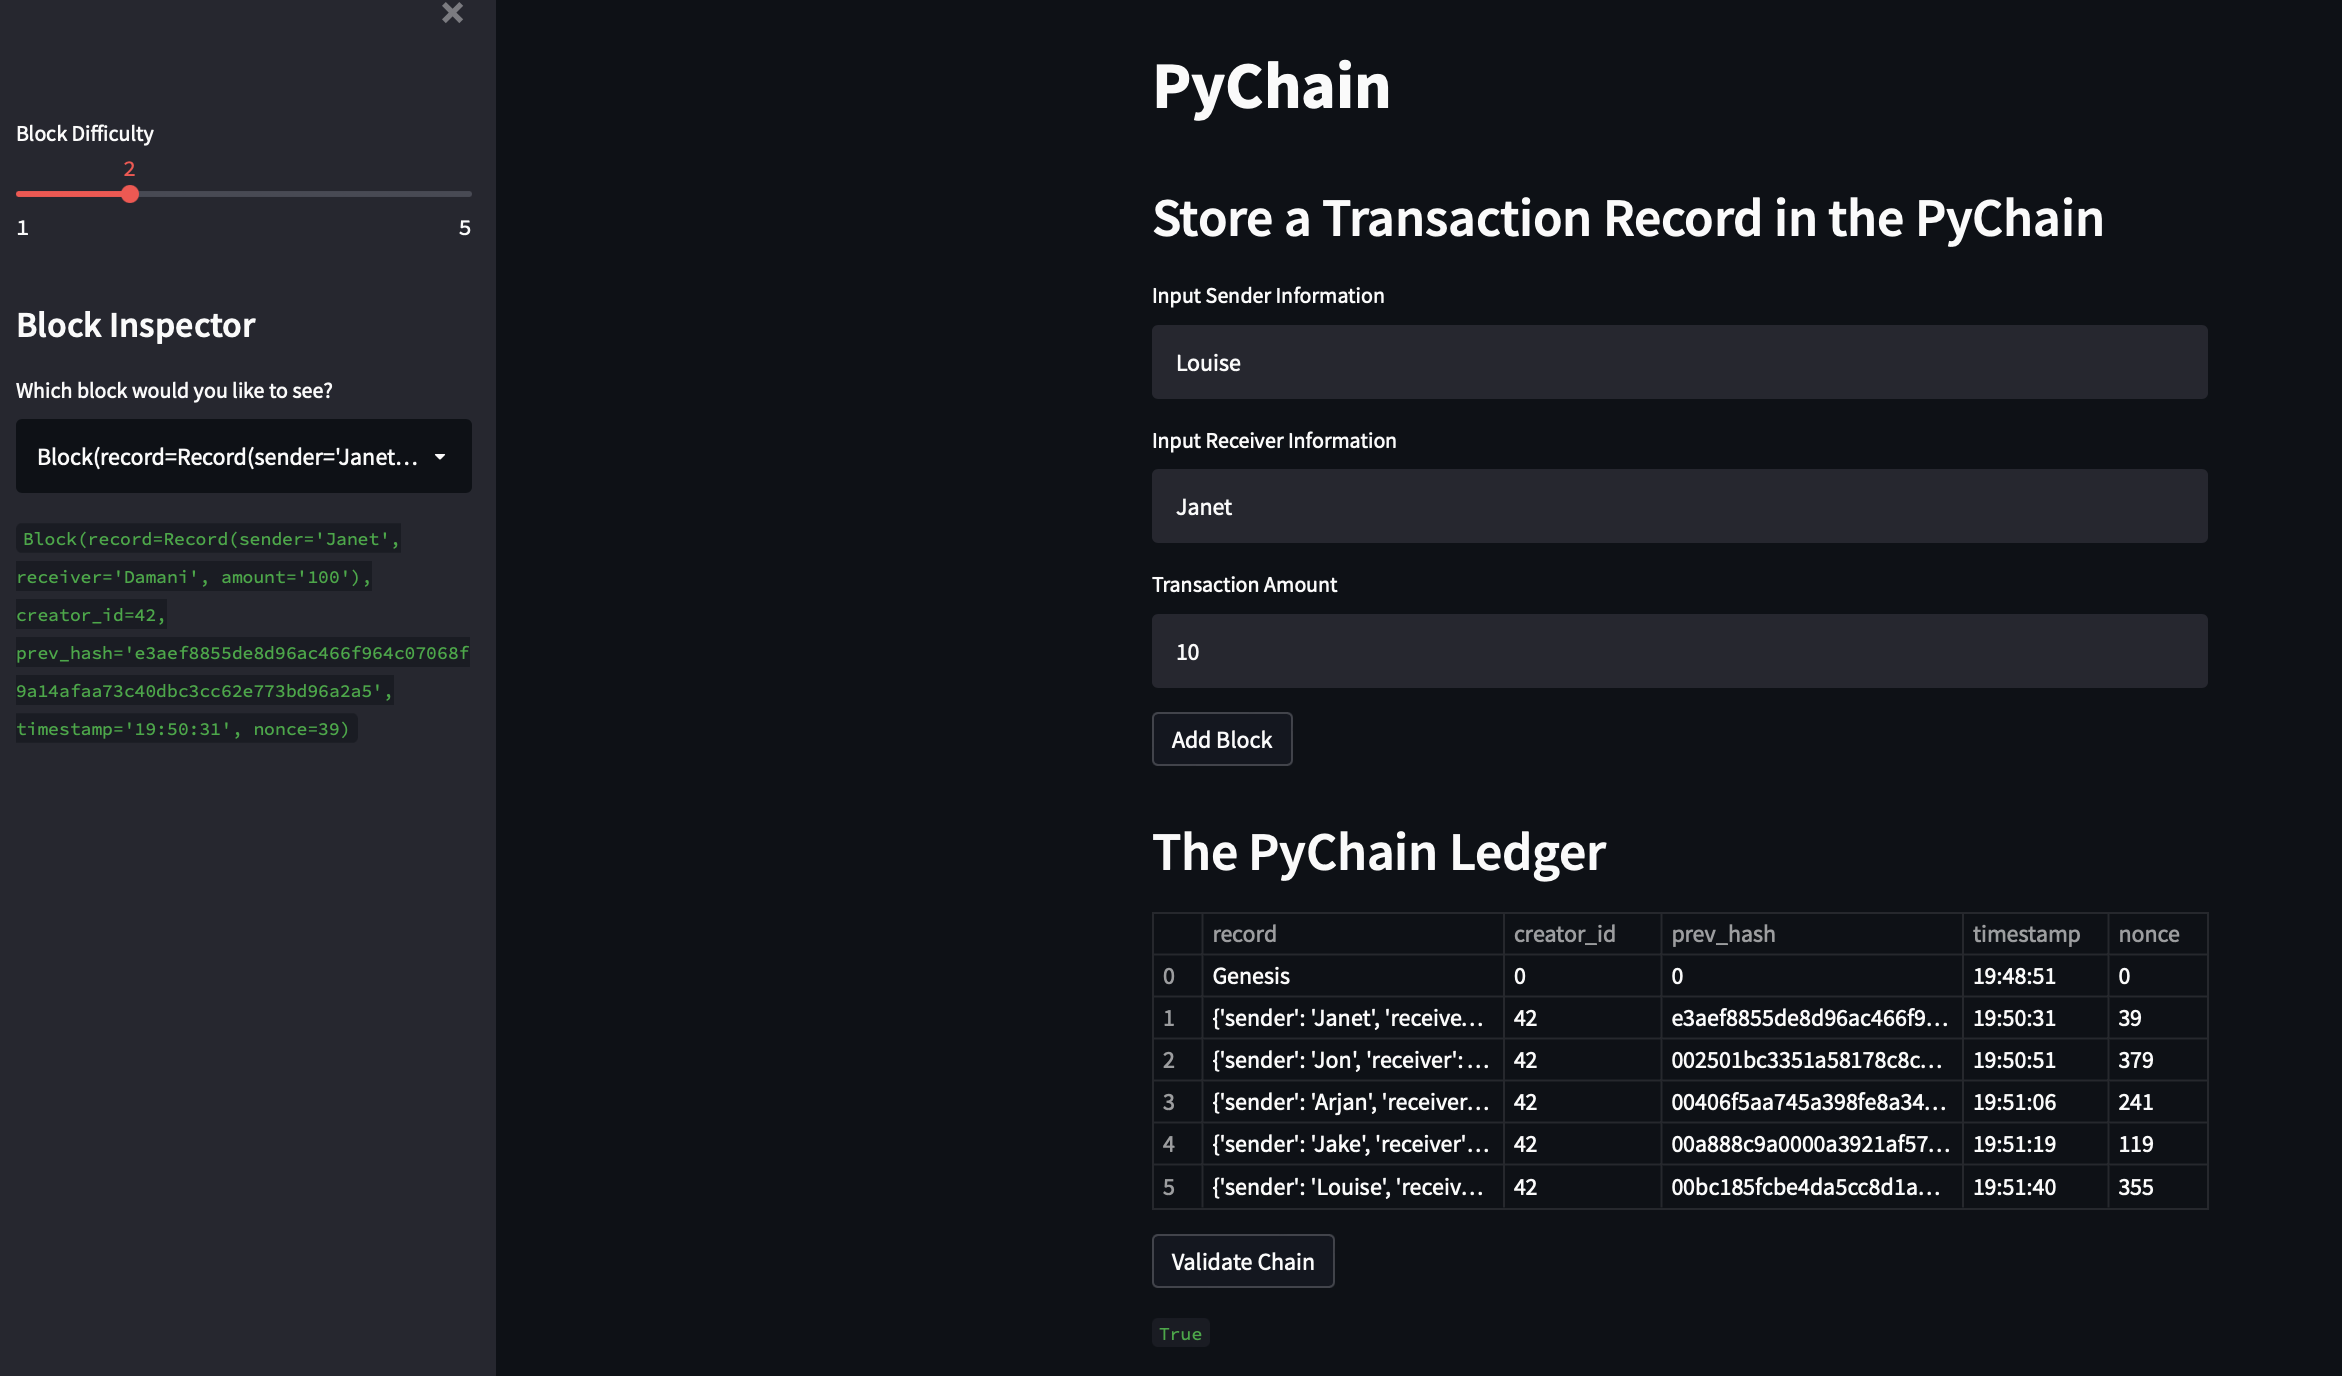 Block Difficulty
2
1 5
Block Inspector
Which block would you like to see?
Block(record=Record(sender='Janet...
Block(record=Record(sender='Janet',
receiver='Damani', amount='100'),
creator_id=42,
prev_hash='e3aef8855de8d96ac466f964c07068f
9a14afaa73c40dbc3cc62e773bd96a2a5',
timestamp='19:50:31', nonce=39)
PyChain
Store a Transaction Record in the PyChain
Input Sender Information
Louise
Input Receiver Information
Janet
Transaction Amount
10
Add Block
The PyChain Ledger
record creator_id prev_hash timestamp nonce
0 Genesis 0 0 19:48:51 0
1 {'sender': 'Janet', 'receive... 42 e3aef8855de8d96ac466f9... 19:50:31 39
2 {'sender': 'Jon', 'receiver':... 42 002501bc3351a58178c8c... 19:50:51 379
3 {'sender': 'Arjan', 'receiver... 42 00406f5aa745a398fe8a34... 19:51:06 241
4 {'sender': 'Jake', 'receiver'... 42 00a888c9a0000a3921af57... 19:51:19 119
5 {'sender': 'Louise', 'receiv... 42 00bc185fcbe4da5cc8d1a... 19:51:40 355
Validate Chain
True